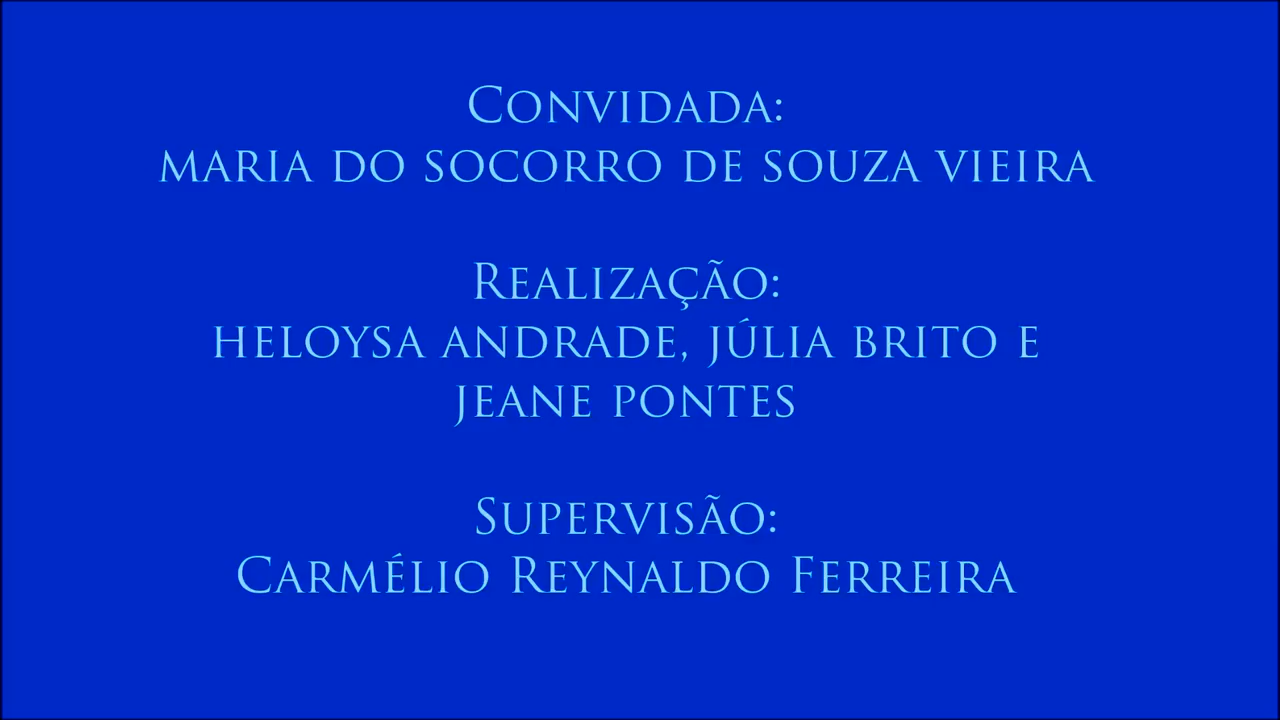 Convidada:
maria do socorro de souza vieira
Realização:
heloysa andrade, júlia brito e
jeane pontes
Supervisão:
Carmélio Reynaldo Ferreira